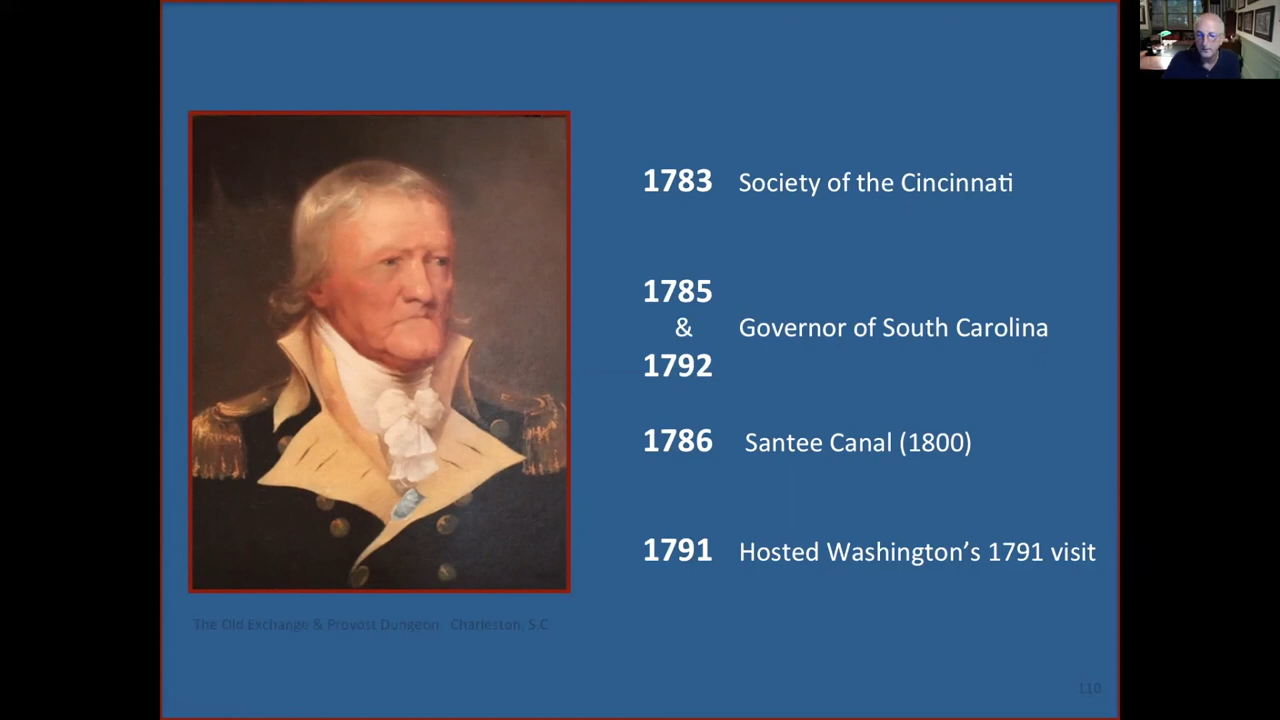 1783 Society of the Cincinnati
1785
& Governor of South Carolina
1792
1786 Santee Canal (1800)
1791 Hosted Washington’s 1791 visit
The Old Exchange & Provost Dungeon Charleston, S.C
110